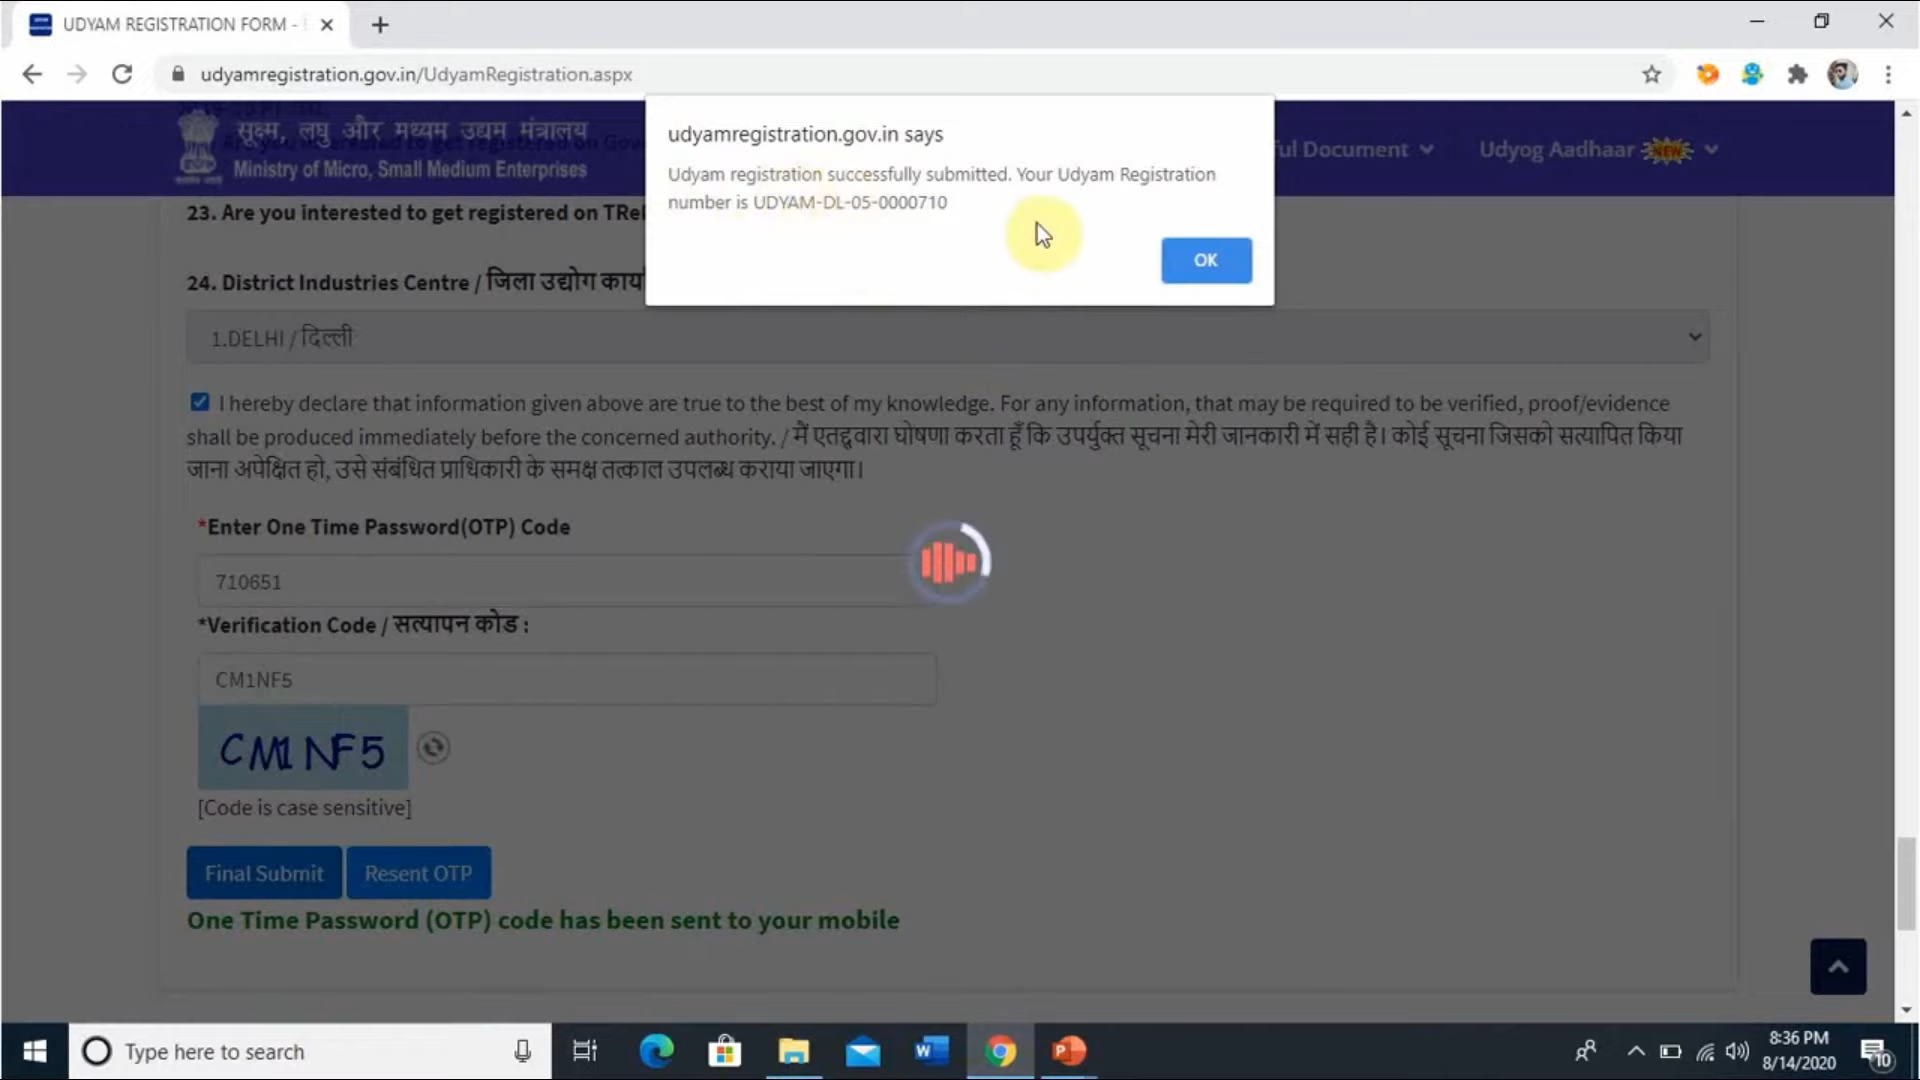 UDYAM REGISTRATION FORM -
udyamregistration.gov.in/UdyamRegistration.aspx
सूक्ष्म, लघु और मध्यम उद्यम मंत्रालय
Ministry of Micro, Small Medium Enterprises
ful Document
Udyog Aadhaar NEW
udyamregistration.gov.in says
Udyam registration successfully submitted. Your Udyam Registration
number is UDYAM-DL-05-0000710
OK
23. Are you interested to get registered on TRe
24. District Industries Centre / जिला उद्योग कार्य
1.DELHI / दिल्ली
I hereby declare that information given above are true to the best of my knowledge. For any information, that may be required to be verified, proof/evidence
shall be produced immediately before the concerned authority. / मैं एतद्द्वारा घोषणा करता हूँ कि उपर्युक्त सूचना मेरी जानकारी में सही है। कोई सूचना जिसको सत्यापित किया
जाना अपेक्षित हो, उसे संबंधित प्राधिकारी के समक्ष तत्काल उपलब्ध कराया जाएगा।
*Enter One Time Password(OTP) Code
710651
*Verification Code / सत्यापन कोड :
CM1NF5
CM1NF5
[Code is case sensitive]
Final Submit
Resent OTP
One Time Password (OTP) code has been sent to your mobile
Type here to search
8:36 PM
8/14/2020
10